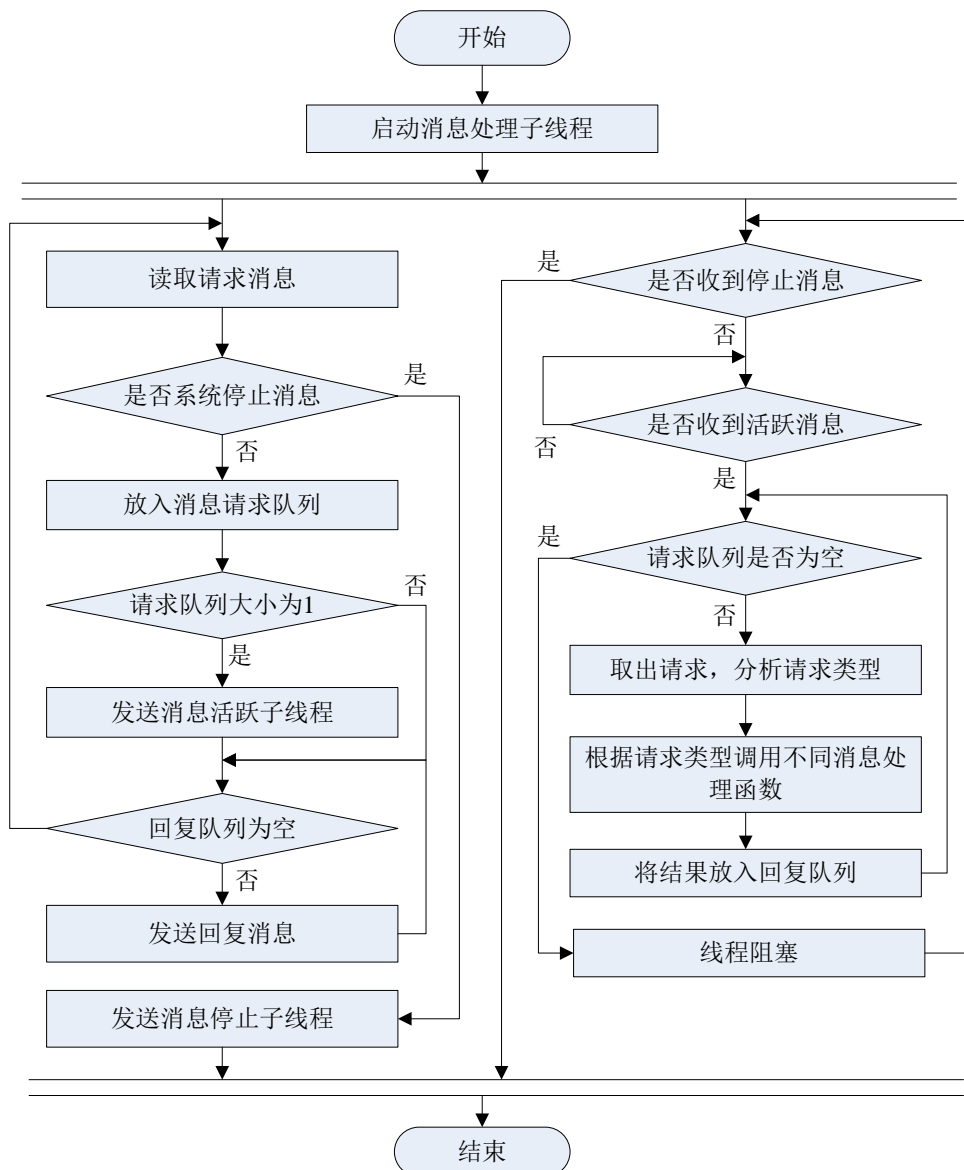 开始
启动消息处理子线程
读取请求消息
是否系统停止消息
是
否
放入消息请求队列
请求队列大小为1
否
是
发送消息活跃子线程
回复队列为空
否
发送回复消息
发送消息停止子线程
是
是否收到停止消息
否
是否收到活跃消息
否
是
是
请求队列是否为空
否
取出请求，分析请求类型
根据请求类型调用不同消息处
理函数
将结果放入回复队列
线程阻塞
结束